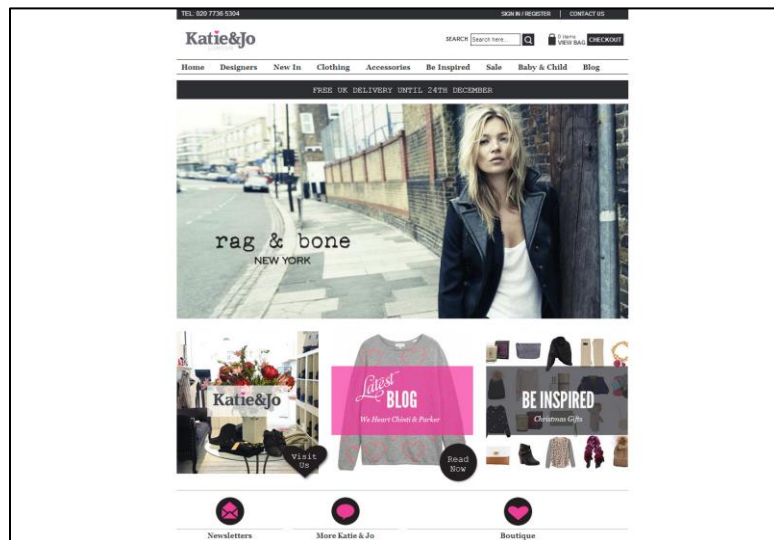 TEL: 020 7736 5304
SIGN IN / REGISTER | CONTACT US
Katie&Jo
SEARCH Search here...
0 items
VIEW BAG
CHECKOUT
Home Designers New In Clothing Accessories Be Inspired Sale Baby & Child Blog
FREE UK DELIVERY UNTIL 24TH DECEMBER
rag & bone
NEW YORK
Katie&Jo
Visit
Us
Latest
BLOG
We Heart Chinti & Parker
Read
Now
BE INSPIRED
Christmas Gifts
Newsletters More Katie & Jo Boutique